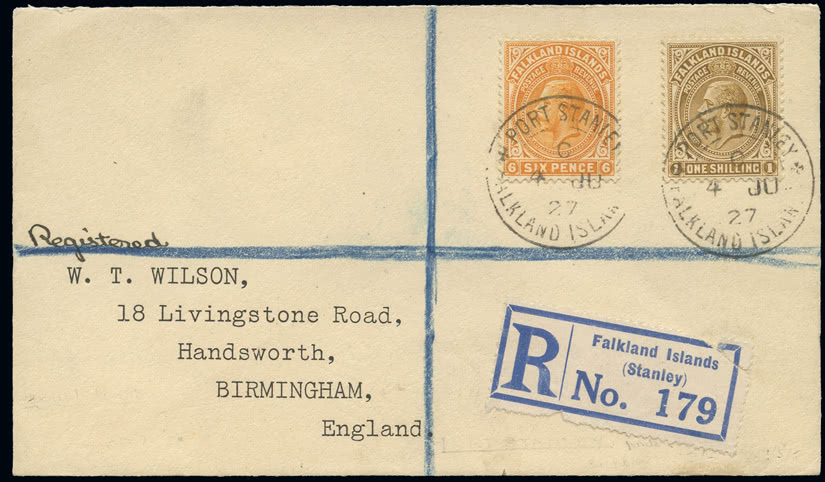 FALKLAND ISLANDS
POSTAGE REVENUE
6 SIX PENCE 6
FALKLAND ISLANDS
POSTAGE REVENUE
ONE SHILLING 1
PORT STANLEY
C
4 JU
27
FALKLAND ISLAN
PORT STANLEY *
4 JU
27
FALKLAND ISLAN
Registered
W. T. WILSON,
18 Livingstone Road,
Handsworth,
BIRMINGHAM,
England.
R
Falkland Islands
(Stanley)
No. 179